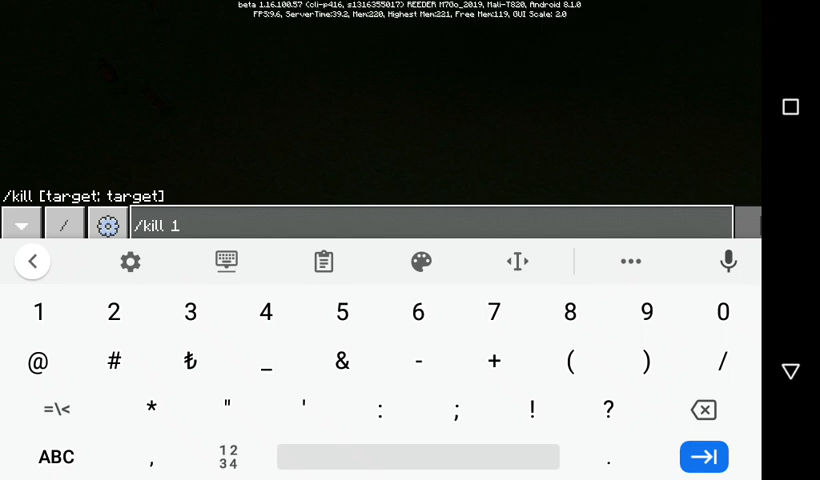 beta 1.16.100.57 (cli-p416, s1316355017) REEDER M7Go_2019, Mali-T820, Android 8.1.0
FPS:9.6, ServerTime:39.2, Mem:220, Highest Mem:221, Free Mem:119, GUI Scale: 2.0
/kill [target: target]
/ /kill 1
1 2 3 4 5 6 7 8 9 0
@ # ₺ _ & - + ( ) /
=\< * " ' : ; ! ?
ABC , 12 .
34